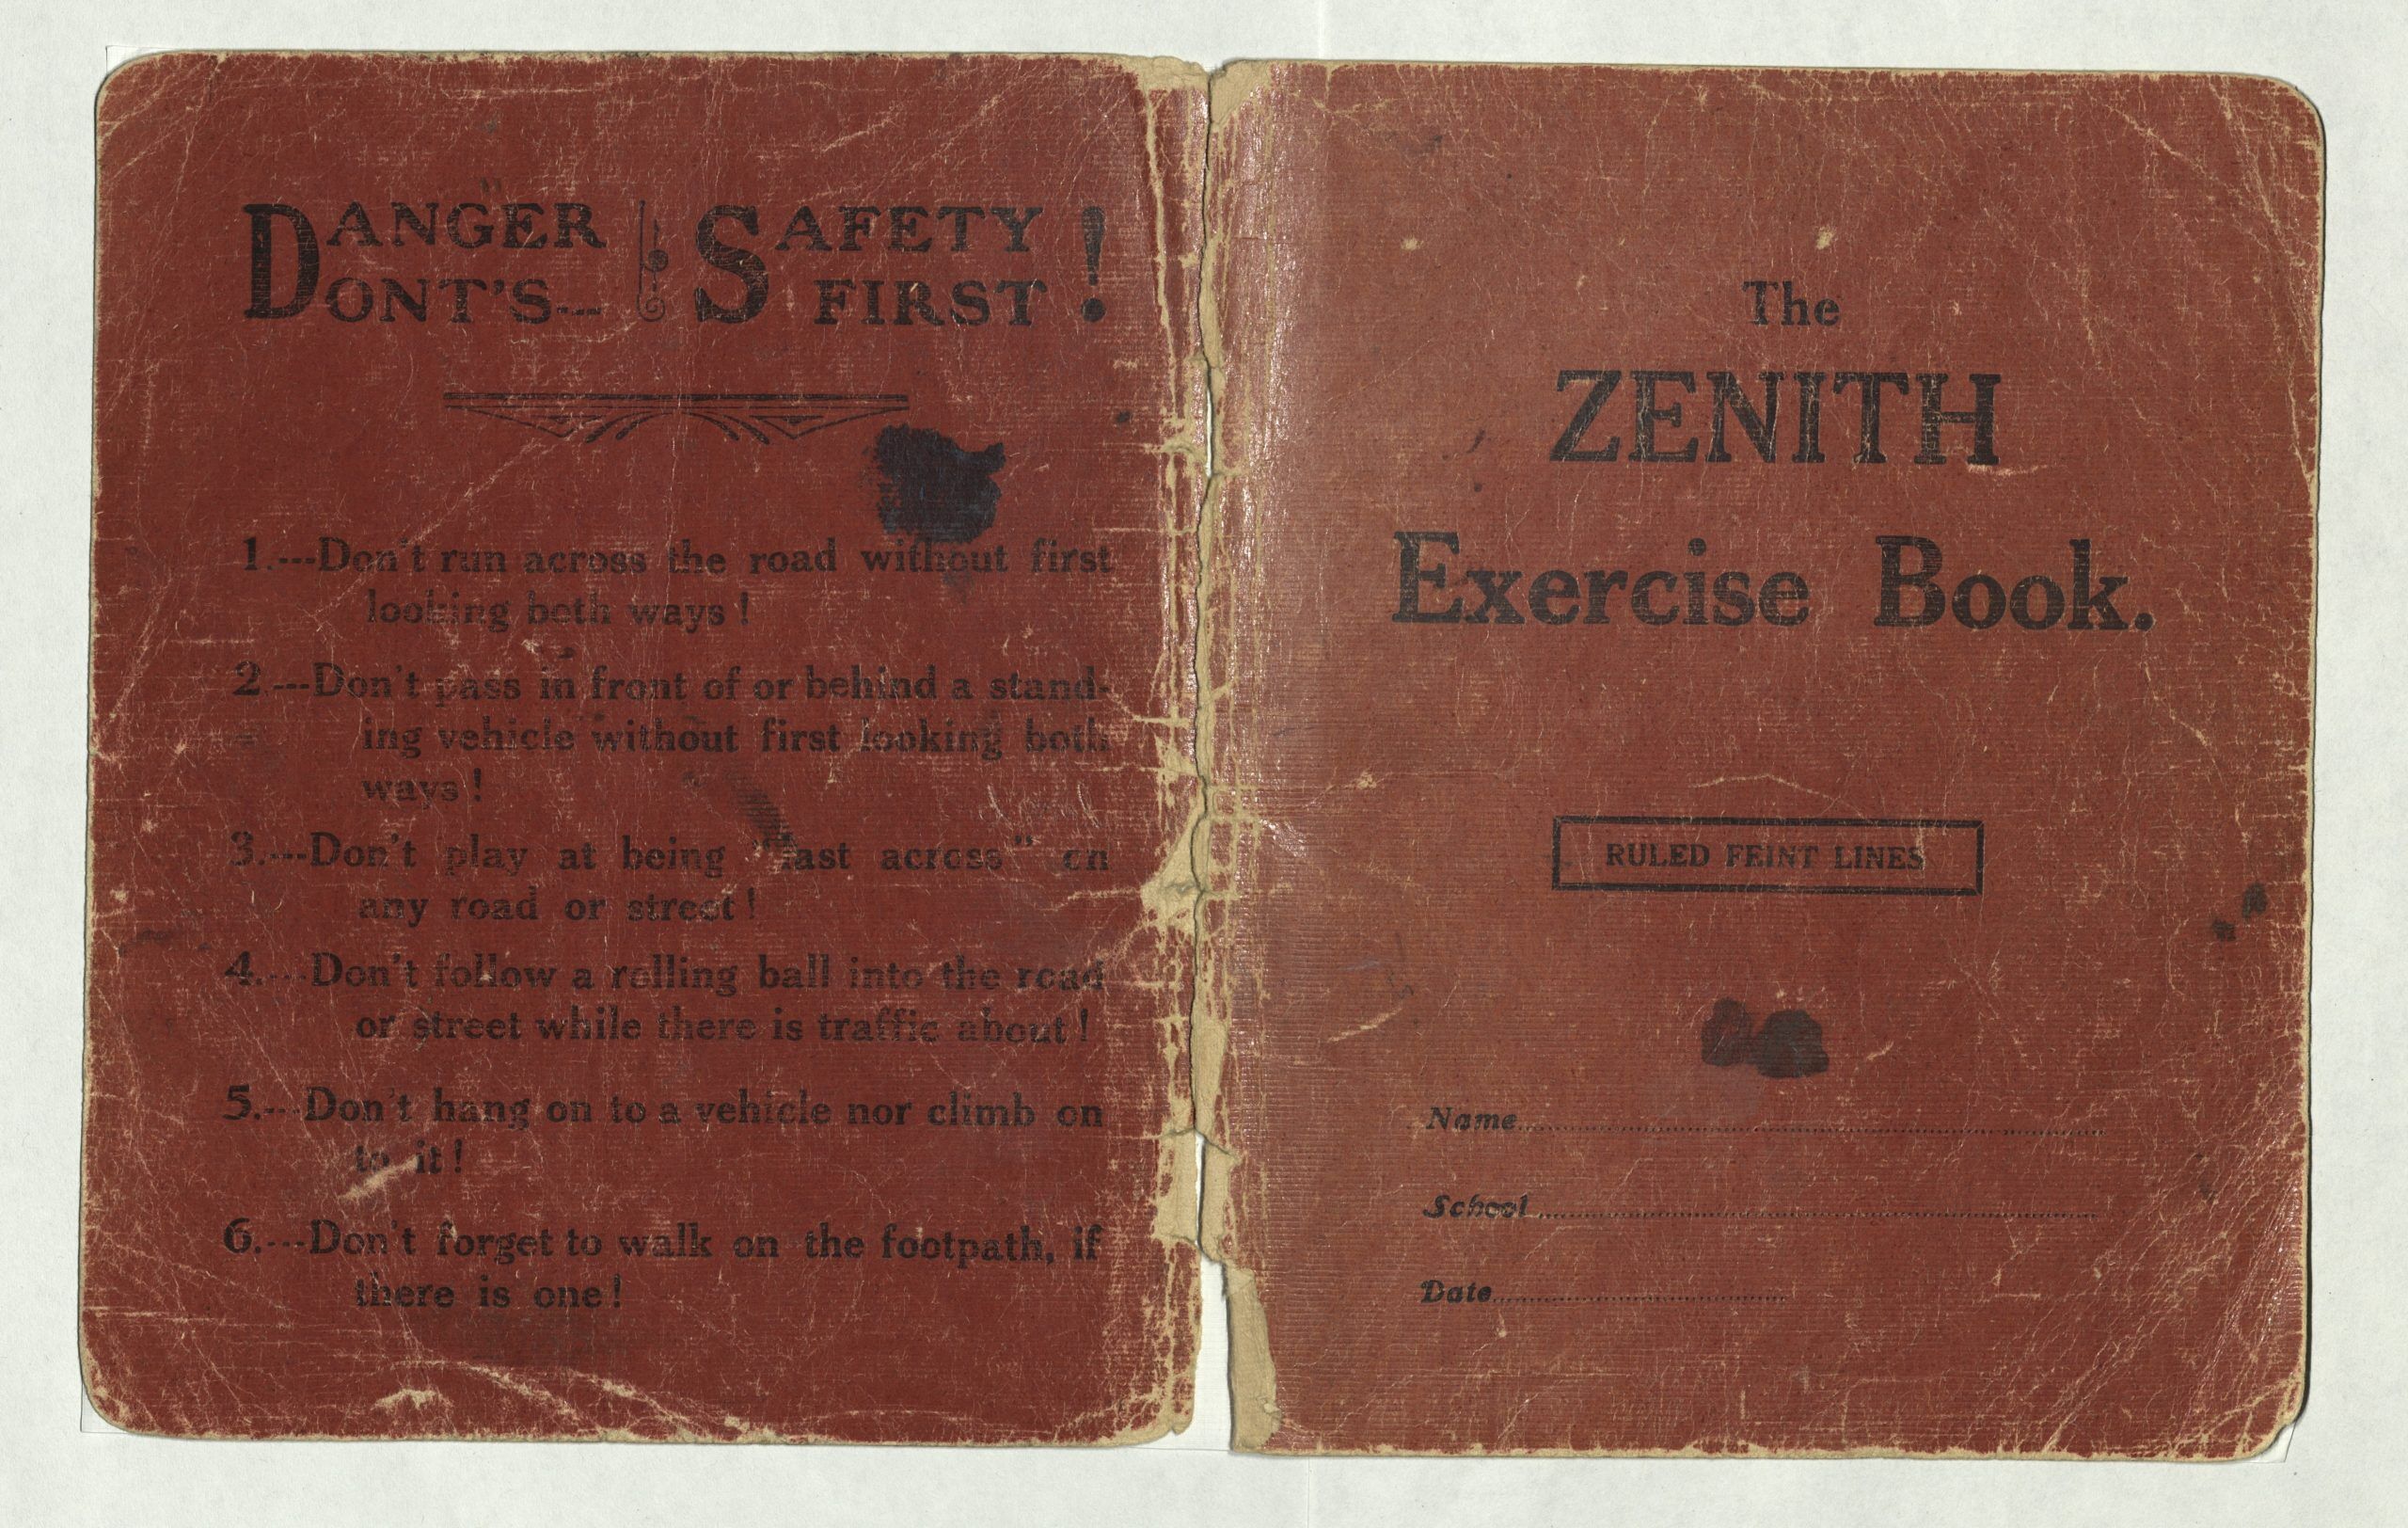 DANGER DONT'S--- SAFETY FIRST!
1.---Don't run across the road without first
looking both ways!
2.---Don't pass in front of or behind a stand-
ing vehicle without first looking both
ways!
3.---Don't play at being "last across" on
any road or street!
4.---Don't follow a rolling ball into the road
or street while there is traffic about!
5.---Don't hang on to a vehicle nor climb on
to it!
6.---Don't forget to walk on the footpath, if
there is one!
The
ZENITH
Exercise Book.
RULED FEINT LINES
Name
School
Date